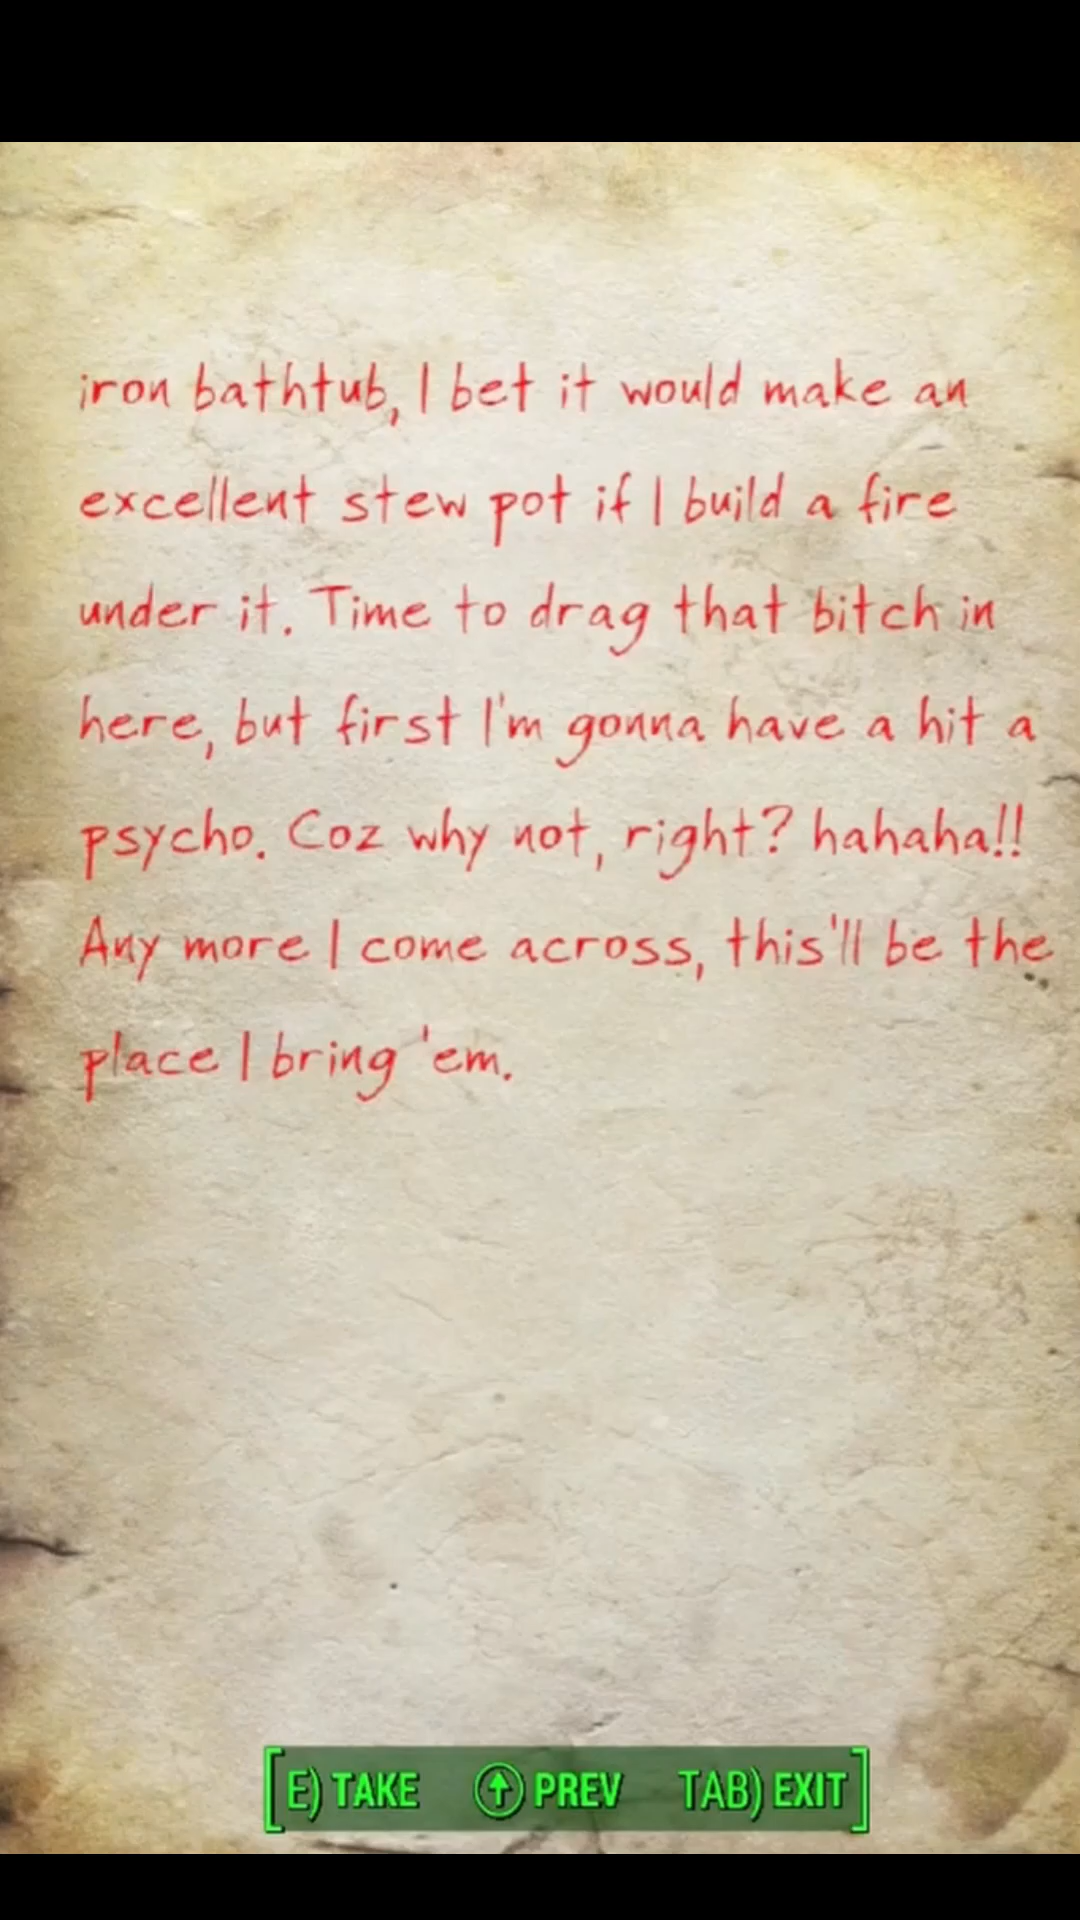 iron bathtub, I bet it would make an
excellent stew pot if I build a fire
under it. Time to drag that bitch in
here, but first I'm gonna have a hit a
psycho. Coz why not, right? hahaha!!
Any more I come across, this'll be the
place I bring 'em.
E) TAKE PREV TAB) EXIT